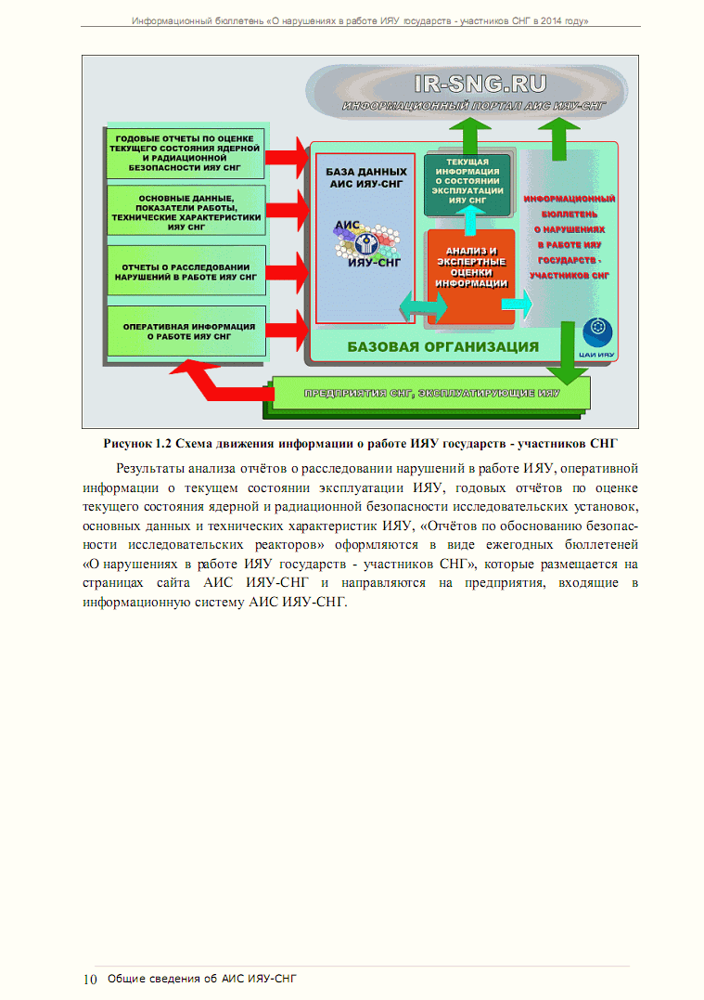 Информационный бюллетень «О нарушениях в работе ИЯУ государств - участников СНГ в 2014 году»
IR-SNG.RU
ИНФОРМАЦИОННЫЙ ПОРТАЛ АИС ИЯУ-СНГ
ГОДОВЫЕ ОТЧЕТЫ ПО ОЦЕНКЕ
ТЕКУЩЕГО СОСТОЯНИЯ ЯДЕРНОЙ
И РАДИАЦИОННОЙ
БЕЗОПАСНОСТИ ИЯУ СНГ
ОСНОВНЫЕ ДАННЫЕ,
ПОКАЗАТЕЛИ РАБОТЫ,
ТЕХНИЧЕСКИЕ ХАРАКТЕРИСТИКИ
ИЯУ СНГ
ОТЧЕТЫ О РАССЛЕДОВАНИИ
НАРУШЕНИЙ В РАБОТЕ ИЯУ СНГ
ОПЕРАТИВНАЯ ИНФОРМАЦИЯ
О РАБОТЕ ИЯУ СНГ
БАЗА ДАННЫХ
АИС ИЯУ-СНГ
АИС
ИЯУ-СНГ
ТЕКУЩАЯ
ИНФОРМАЦИЯ
О СОСТОЯНИИ
ЭКСПЛУАТАЦИИ
ИЯУ СНГ
АНАЛИЗ И
ЭКСПЕРТНЫЕ
ОЦЕНКИ
ИНФОРМАЦИИ
ИНФОРМАЦИОННЫЙ
БЮЛЛЕТЕНЬ
О НАРУШЕНИЯХ
В РАБОТЕ ИЯУ
ГОСУДАРСТВ -
УЧАСТНИКОВ СНГ
БАЗОВАЯ ОРГАНИЗАЦИЯ
ЦАИ ИЯУ
ПРЕДПРИЯТИЯ СНГ, ЭКСПЛУАТИРУЮЩИЕ ИЯУ
Рисунок 1.2 Схема движения информации о работе ИЯУ государств - участников СНГ
Результаты анализа отчётов о расследовании нарушений в работе ИЯУ, оперативной
информации о текущем состоянии эксплуатации ИЯУ, годовых отчётов по оценке
текущего состояния ядерной и радиационной безопасности исследовательских установок,
основных данных и технических характеристик ИЯУ, «Отчётов по обоснованию безопас-
ности исследовательских реакторов» оформляются в виде ежегодных бюллетеней
«О нарушениях в работе ИЯУ государств - участников СНГ», которые размещается на
страницах сайта АИС ИЯУ-СНГ и направляются на предприятия, входящие в
информационную систему АИС ИЯУ-СНГ.
10 Общие сведения об АИС ИЯУ-СНГ